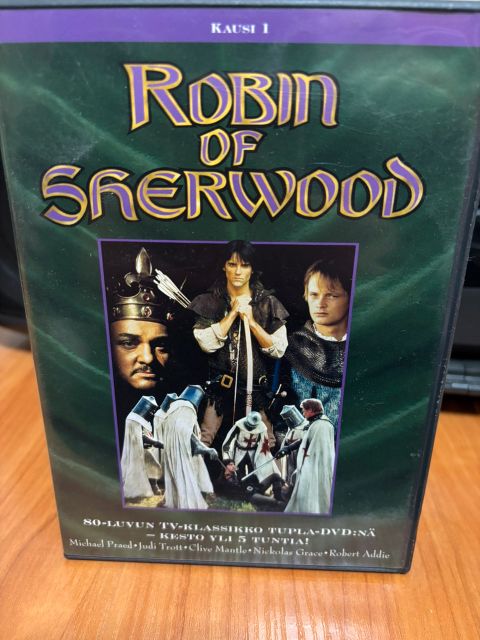 KAUSI 1
ROBIN
OF
SHERWOOD
80-LUVUN TV-KLASSIKKO TUPLA-DVD:NÄ
– KESTO YLI 5 TUNTIA!
Michael Praed • Judi Trott • Clive Mantle • Nickolas Grace • Robert Addie